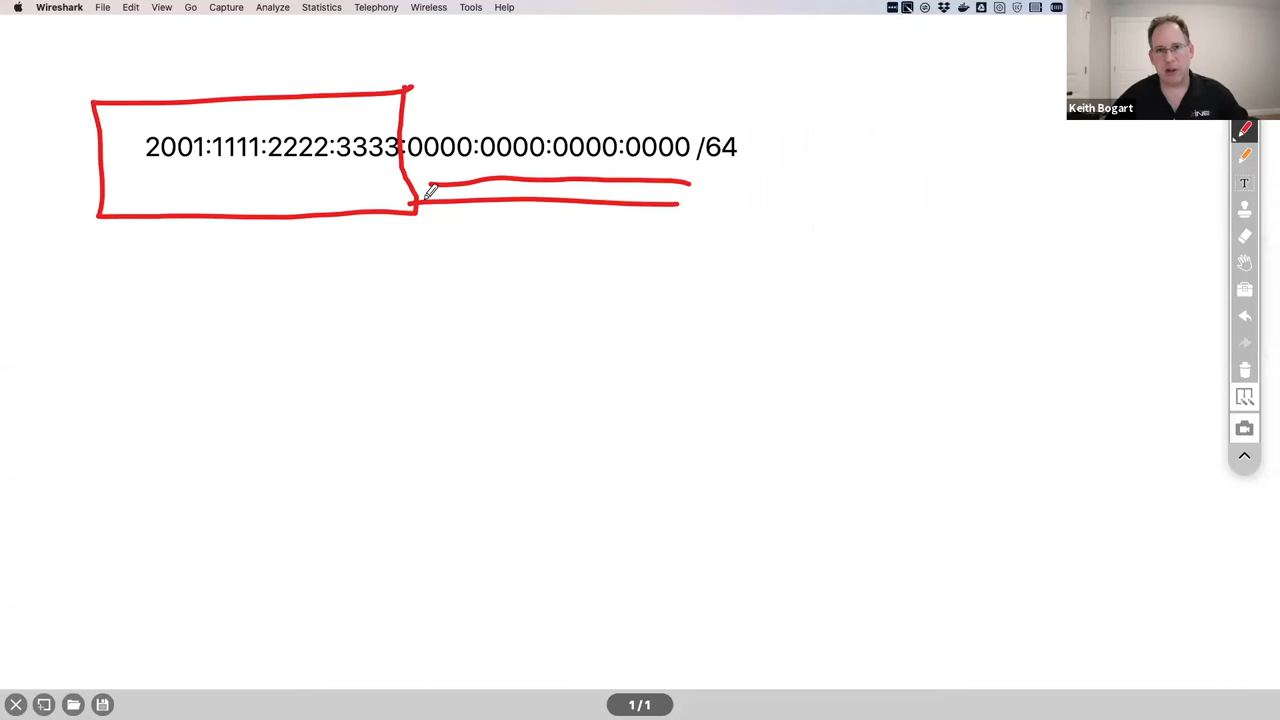 Wireshark File Edit View Go Capture Analyze Statistics Telephony Wireless Tools Help
Keith Bogart
INE
2001:1111:2222:3333:0000:0000:0000:0000 /64
T
1/1